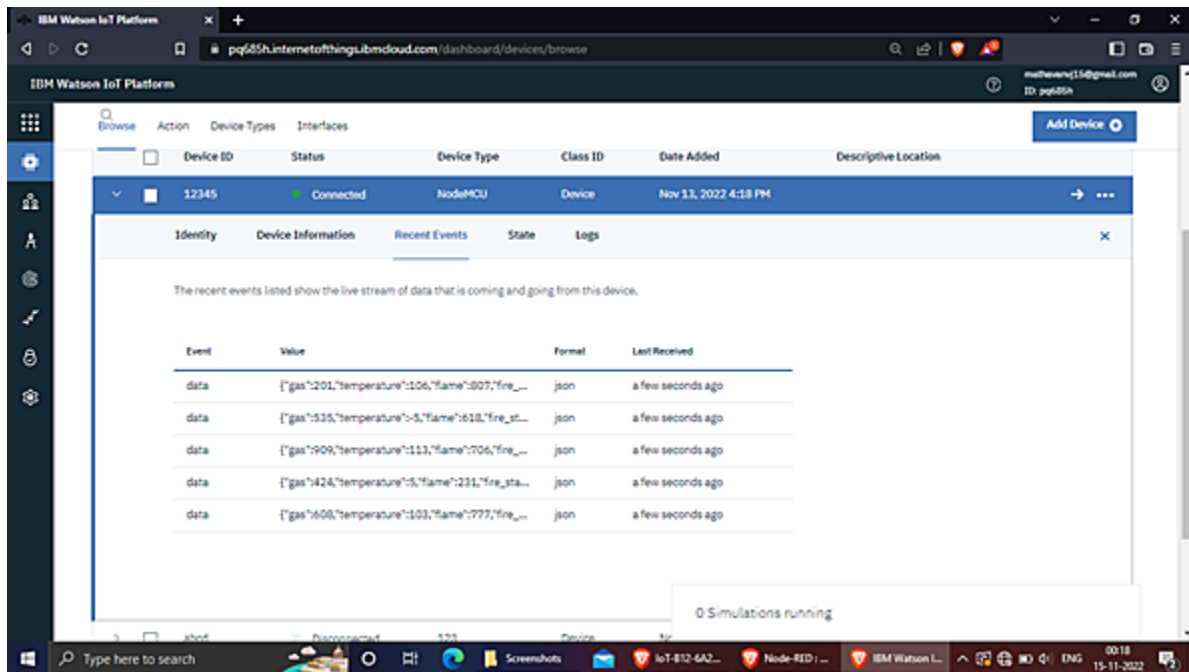 IBM Watson IoT Platform
pq685h.internetofthings.ibmcloud.com/dashboard/devices/browse
IBM Watson IoT Platform
ID: pq685h
Browse Action Device Types Interfaces
Add Device
Device ID Status Device Type Class ID Date Added Descriptive Location
12345 Connected NodeMCU Device Nov 13, 2022 4:18 PM
Identity Device Information Recent Events State Logs
The recent events listed show the live stream of data that is coming and going from this device.
Event Value Format Last Received
data {"gas":201,"temperature":106,"flame":807,"fire_... json a few seconds ago
data {"gas":535,"temperature":-5,"flame":618,"fire_st... json a few seconds ago
data {"gas":909,"temperature":113,"flame":706,"fire_... json a few seconds ago
data {"gas":424,"temperature":5,"flame":231,"fire_sta... json a few seconds ago
data {"gas":608,"temperature":103,"flame":777,"fire_... json a few seconds ago
0 Simulations running
abcd Disconnected 123 Device
Type here to search
Screenshots
IoT-B12-6A2...
Node-RED : ...
IBM Watson I...
ENG
00:18
15-11-2022